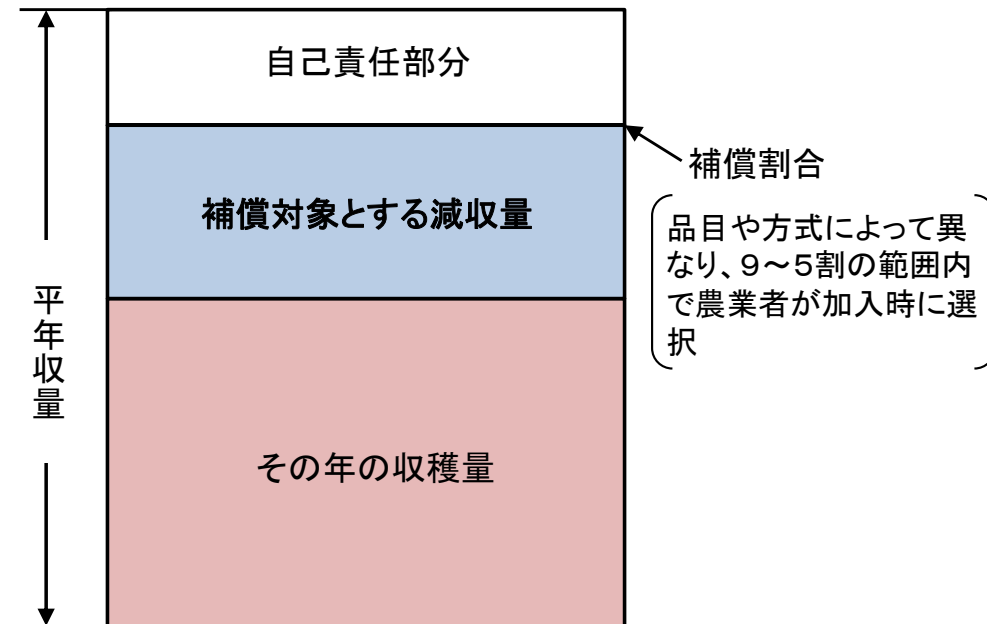 自己責任部分
補償割合
補償対象とする減収量
品目や方式によって異
なり、9～5割の範囲内
で農業者が加入時に選
択
平年収量
その年の収穫量